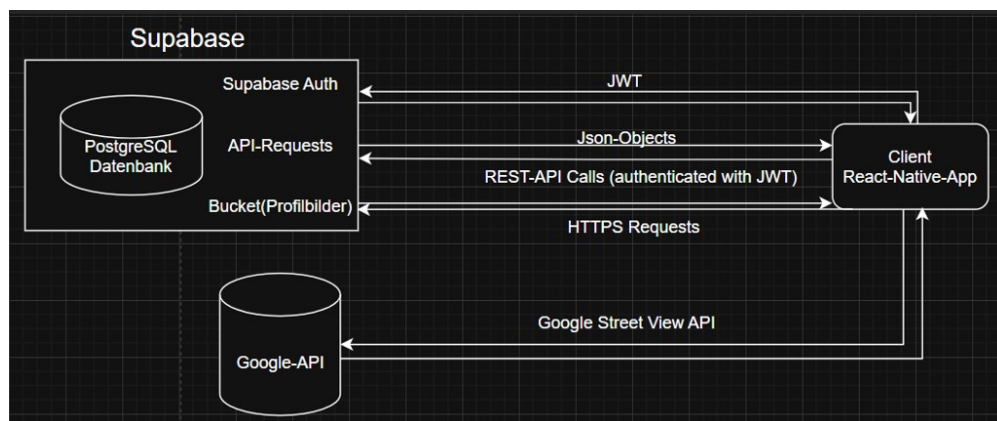 Supabase
Supabase Auth
JWT
PostgreSQL
Datenbank
API-Requests
Json-Objects
Client
React-Native-App
REST-API Calls (authenticated with JWT)
Bucket(Profilbilder)
HTTPS Requests
Google Street View API
Google-API